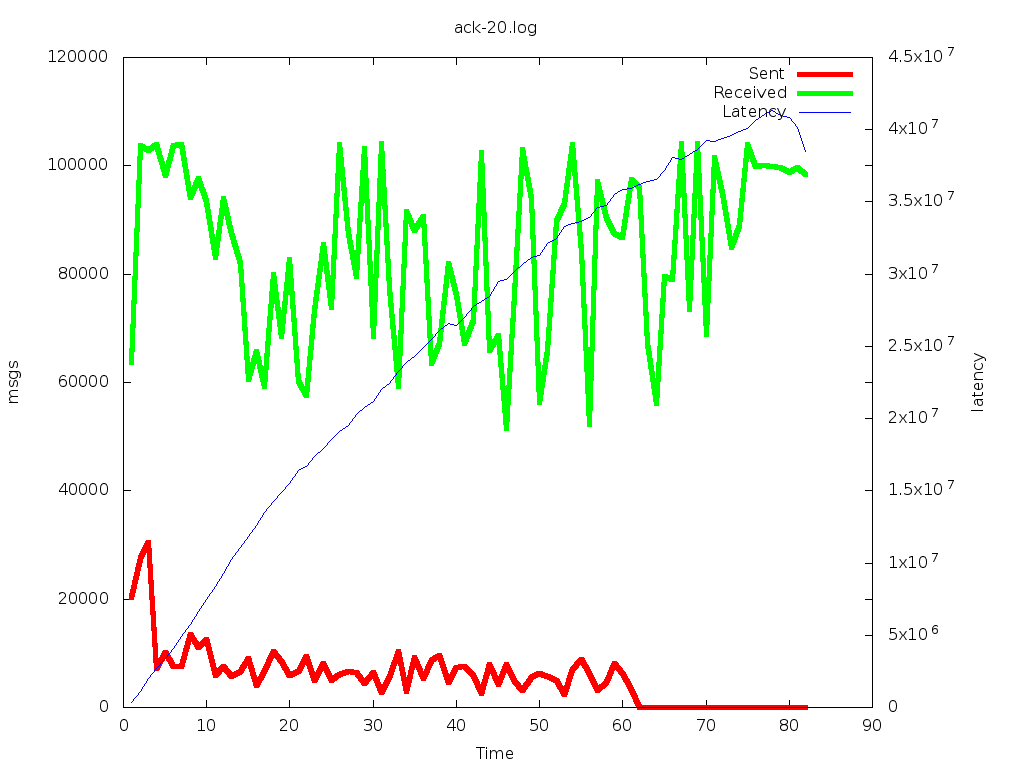 ack-20.log
120000
100000
80000
60000
40000
20000
0
msgs
4.5x10^7
4x10^7
3.5x10^7
3x10^7
2.5x10^7
2x10^7
1.5x10^7
1x10^7
5x10^6
0
latency
Sent
Received
Latency
0 10 20 30 40 50 60 70 80 90
Time